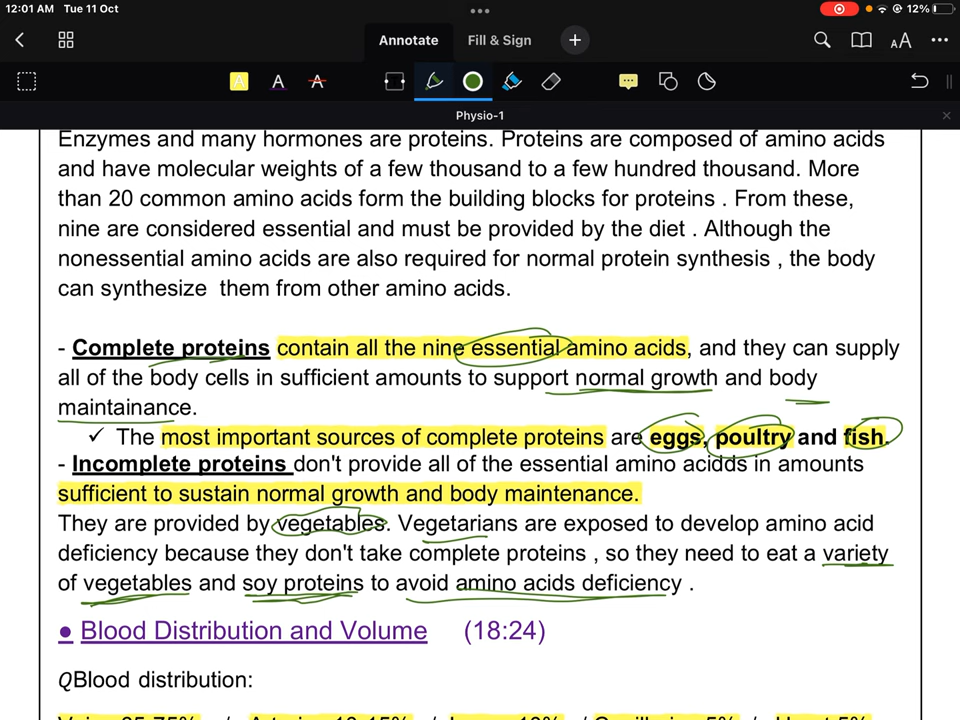 12:01 AM Tue 11 Oct
12%
Annotate Fill & Sign
AA
A A A
Physio-1
Enzymes and many hormones are proteins. Proteins are composed of amino acids
and have molecular weights of a few thousand to a few hundred thousand. More
than 20 common amino acids form the building blocks for proteins . From these,
nine are considered essential and must be provided by the diet . Although the
nonessential amino acids are also required for normal protein synthesis , the body
can synthesize them from other amino acids.
- Complete proteins contain all the nine essential amino acids, and they can supply
all of the body cells in sufficient amounts to support normal growth and body
maintainance.
✓ The most important sources of complete proteins are eggs, poultry and fish.
- Incomplete proteins don't provide all of the essential amino acidds in amounts
sufficient to sustain normal growth and body maintenance.
They are provided by vegetables. Vegetarians are exposed to develop amino acid
deficiency because they don't take complete proteins , so they need to eat a variety
of vegetables and soy proteins to avoid amino acids deficiency .
● Blood Distribution and Volume (18:24)
QBlood distribution: